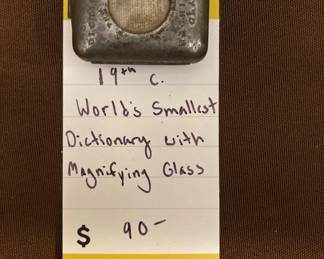 19th c.
World's Smallest
Dictionary with
Magnifying Glass
$ 90-